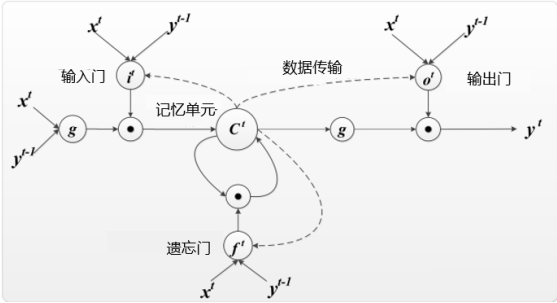 x^t y^{t-1} x^t y^{t-1}
输入门 i^t 数据传输 o^t 输出门
x^t 记忆单元
g C^t g y^t
y^{t-1}
遗忘门 f^t
x^t y^{t-1}